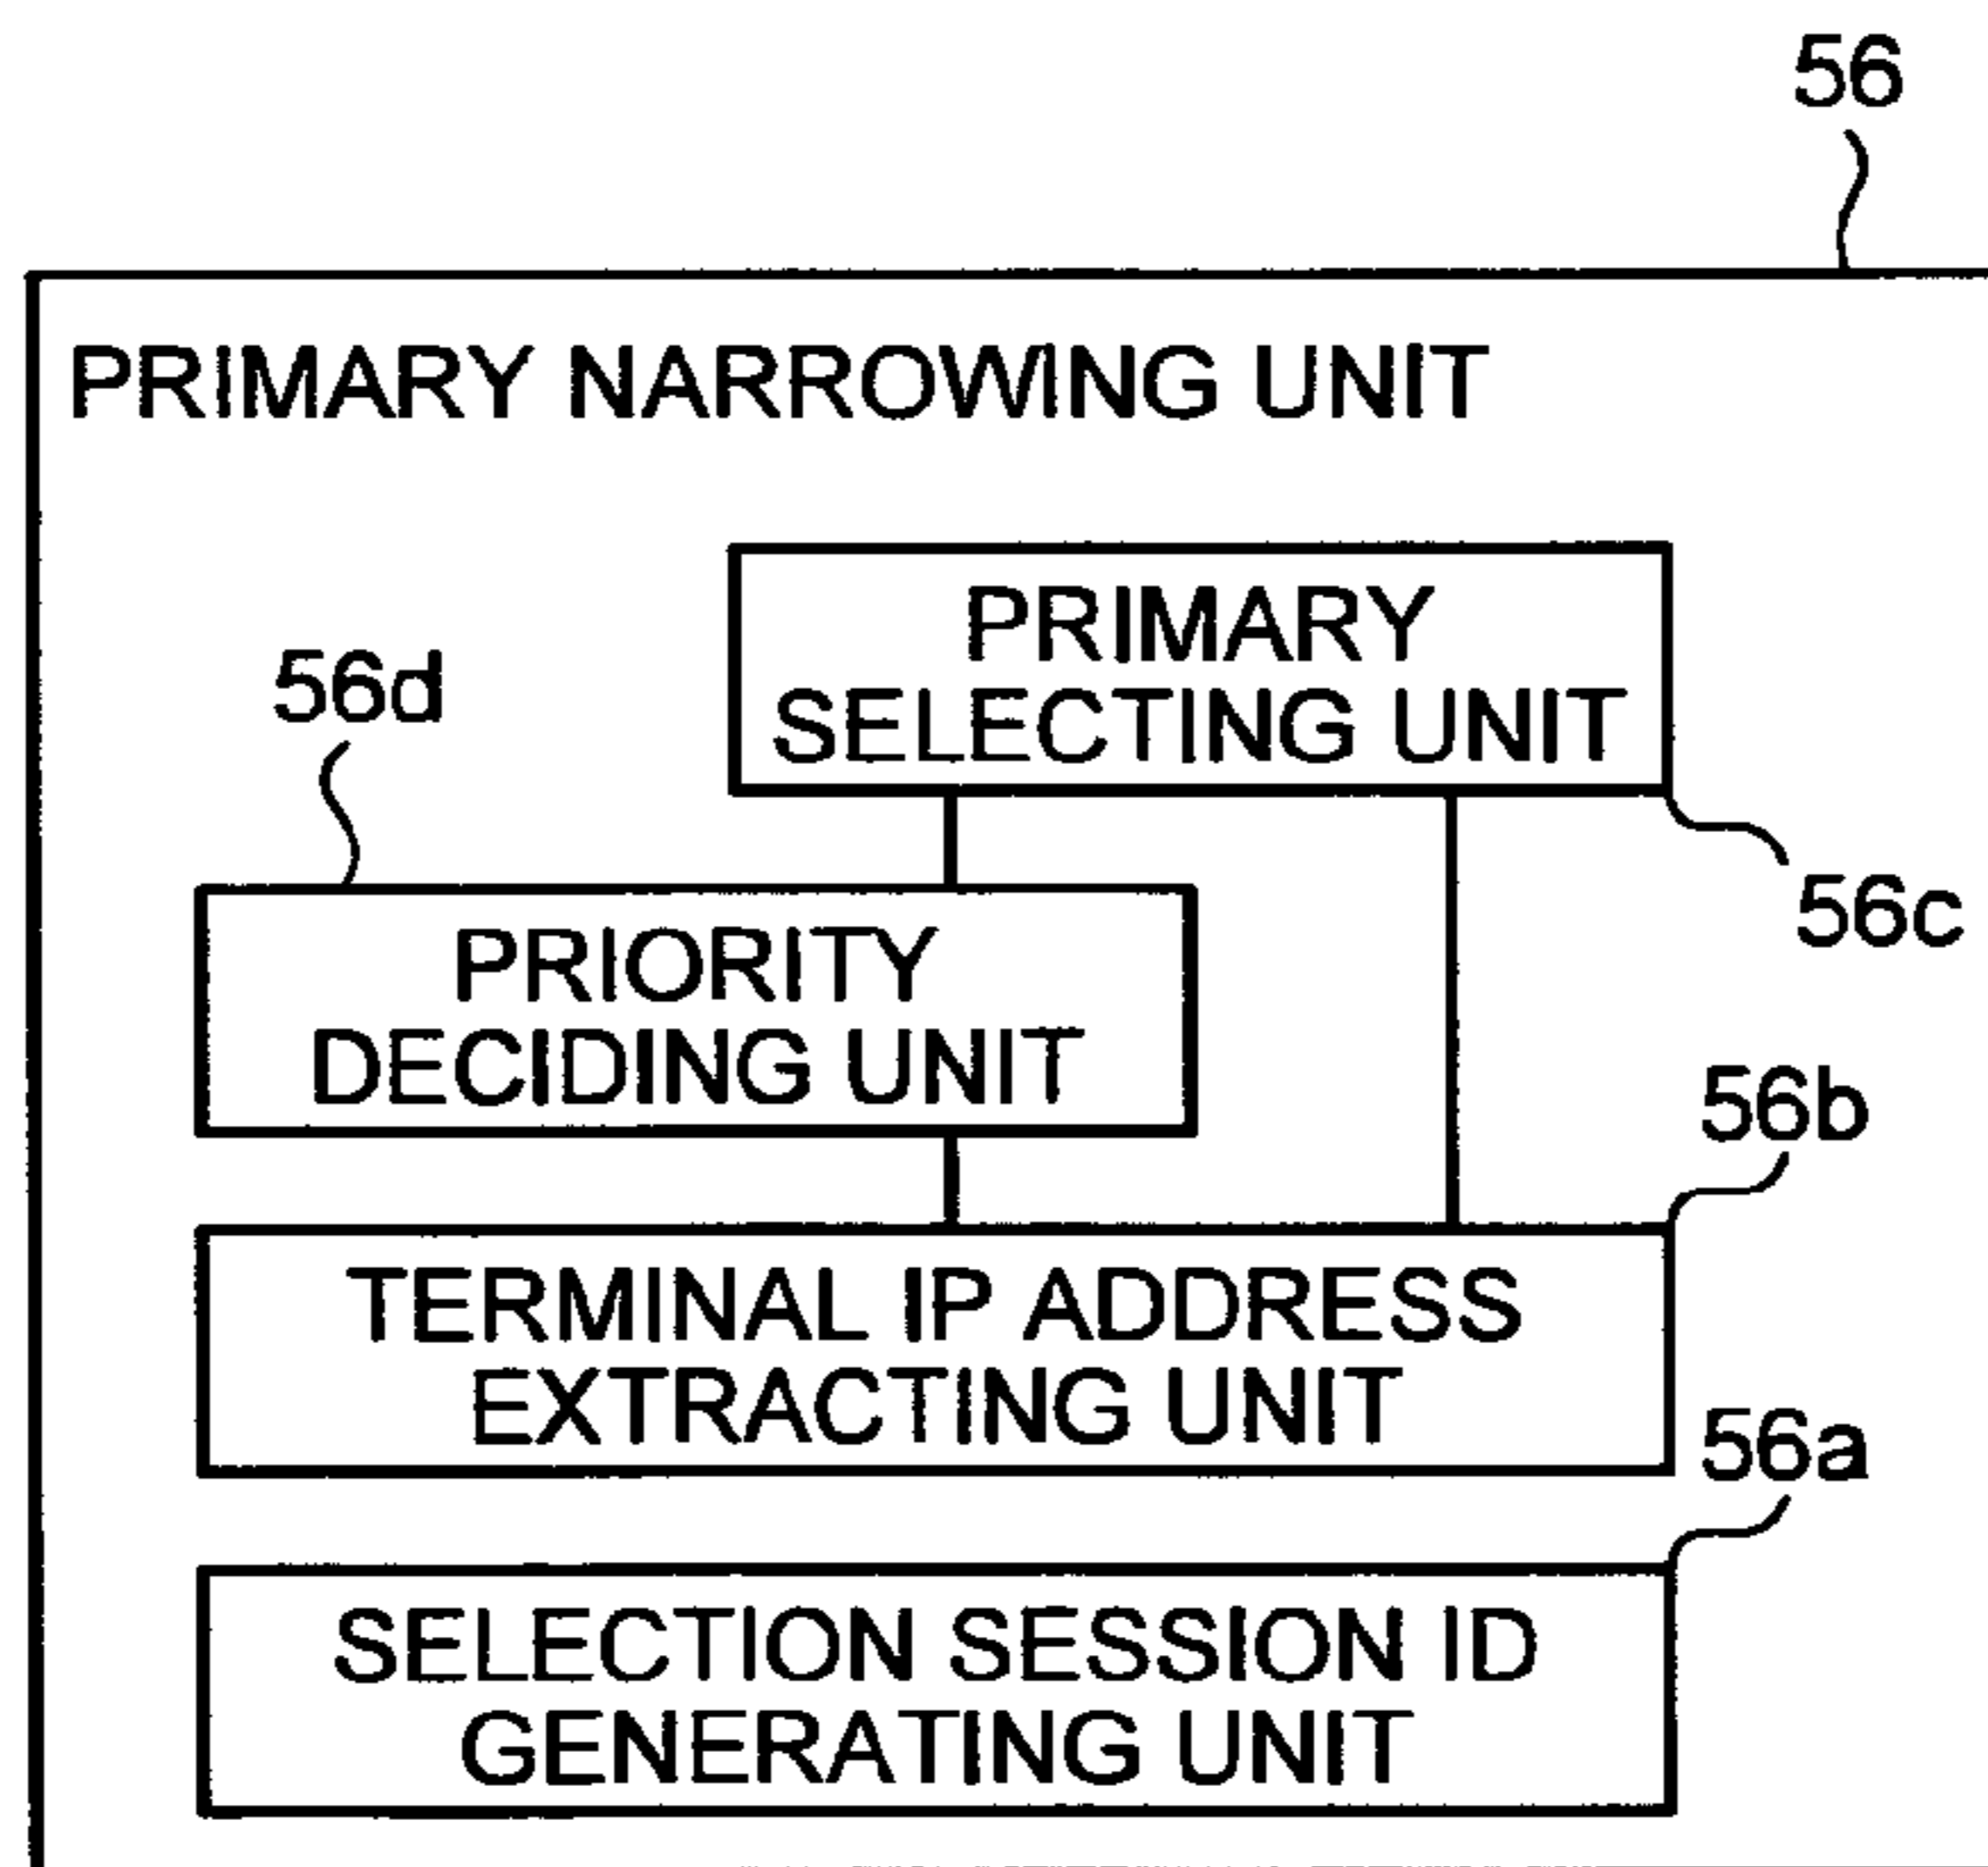 56
PRIMARY NARROWING UNIT
PRIMARY
SELECTING UNIT
56d
56c
PRIORITY
DECIDING UNIT
56b
TERMINAL IP ADDRESS
EXTRACTING UNIT
56a
SELECTION SESSION ID
GENERATING UNIT